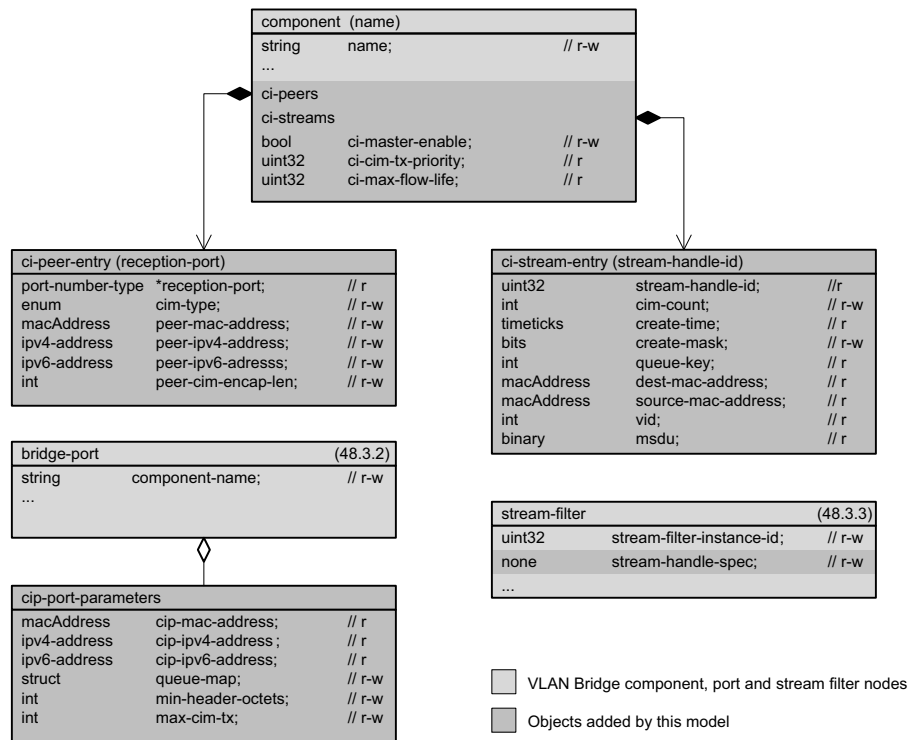 component (name)
string name; // r-w
...
ci-peers
ci-streams
bool ci-master-enable; // r-w
uint32 ci-cim-tx-priority; // r
uint32 ci-max-flow-life; // r
ci-peer-entry (reception-port)
port-number-type *reception-port; // r
enum cim-type; // r-w
macAddress peer-mac-address; // r-w
ipv4-address peer-ipv4-address; // r-w
ipv6-address peer-ipv6-adresss; // r-w
int peer-cim-encap-len; // r-w
ci-stream-entry (stream-handle-id)
uint32 stream-handle-id; //r
int cim-count; // r-w
timeticks create-time; // r
bits create-mask; // r-w
int queue-key; // r
macAddress dest-mac-address; // r
macAddress source-mac-address; // r
int vid; // r
binary msdu; // r
bridge-port (48.3.2)
string component-name; // r-w
...
stream-filter (48.3.3)
uint32 stream-filter-instance-id; // r-w
none stream-handle-spec; // r-w
...
cip-port-parameters
macAddress cip-mac-address; // r
ipv4-address cip-ipv4-address ; // r
ipv6-address cip-ipv6-address; // r
struct queue-map; // r-w
int min-header-octets; // r-w
int max-cim-tx; // r-w
VLAN Bridge component, port and stream filter nodes
Objects added by this model